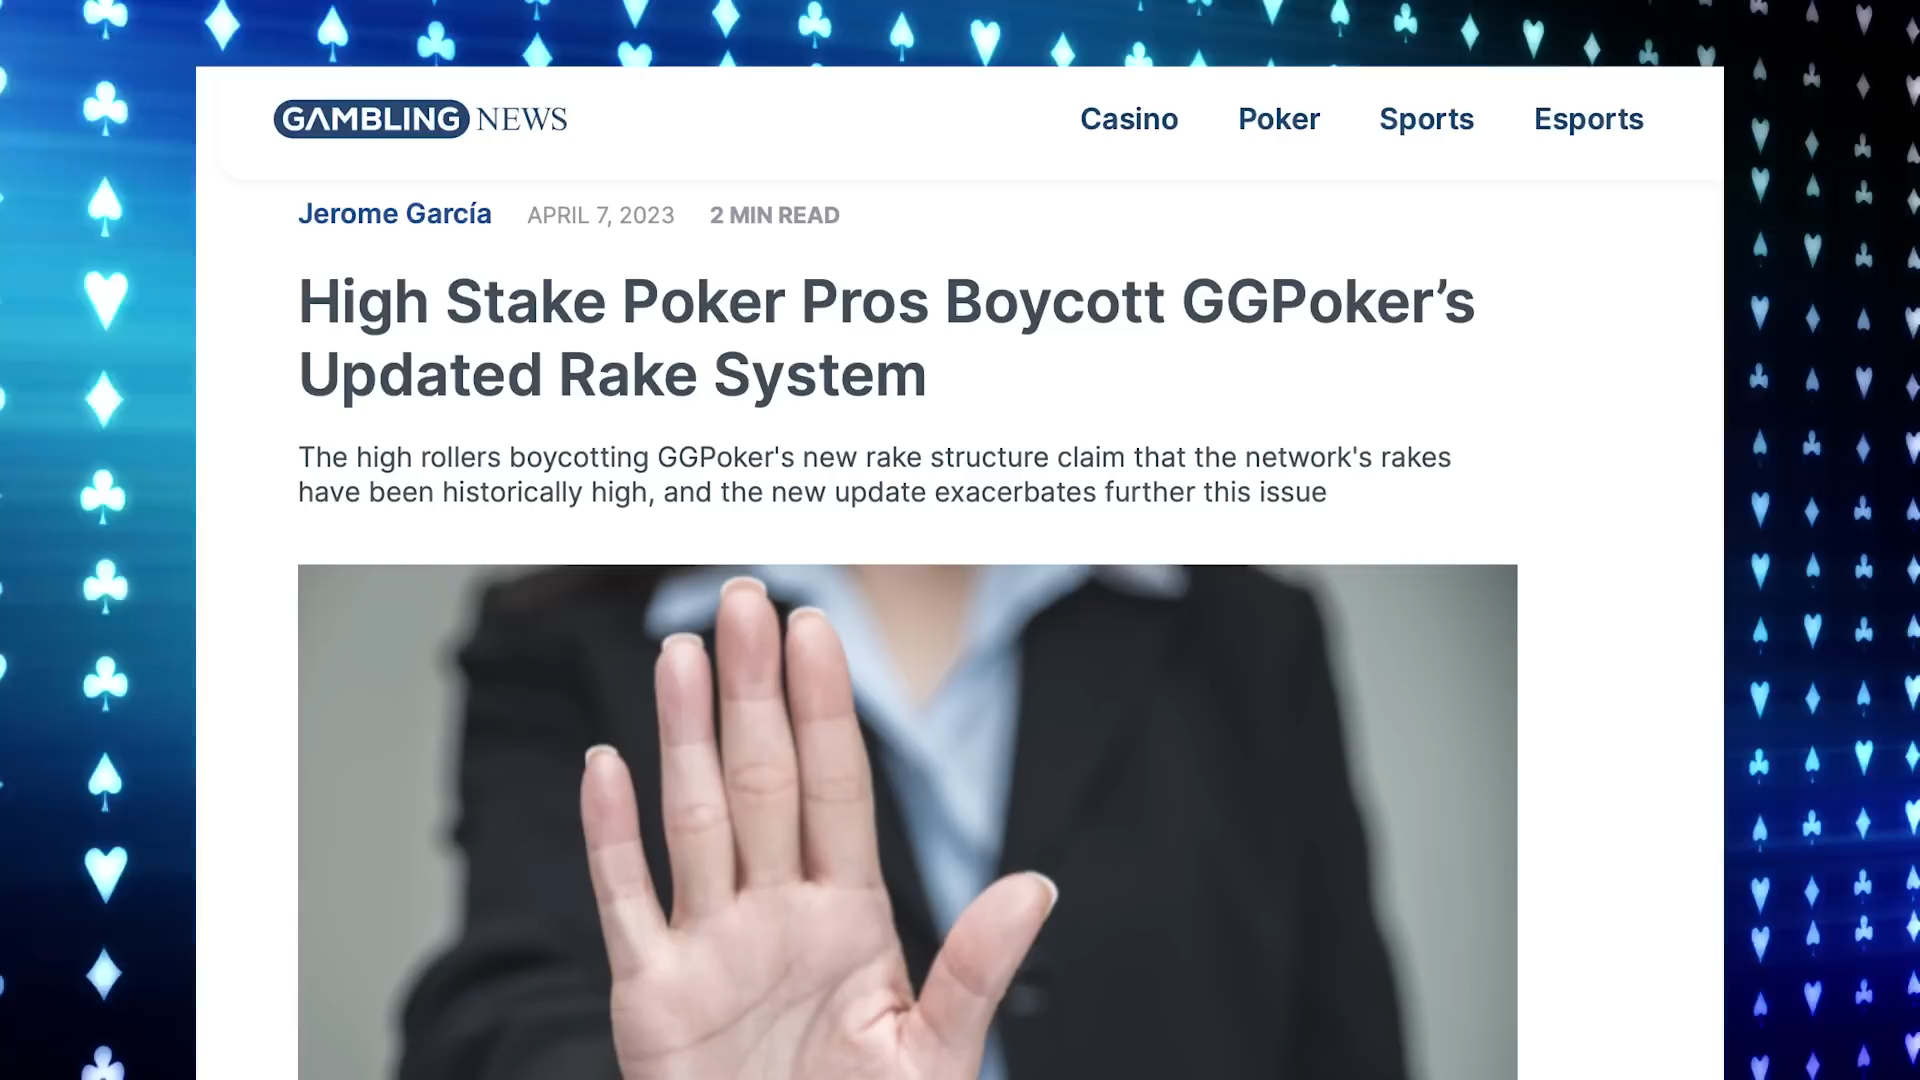 GAMBLING NEWS
Casino Poker Sports Esports
Jerome García APRIL 7, 2023 2 MIN READ
High Stake Poker Pros Boycott GGPoker’s
Updated Rake System
The high rollers boycotting GGPoker's new rake structure claim that the network's rakes
have been historically high, and the new update exacerbates further this issue